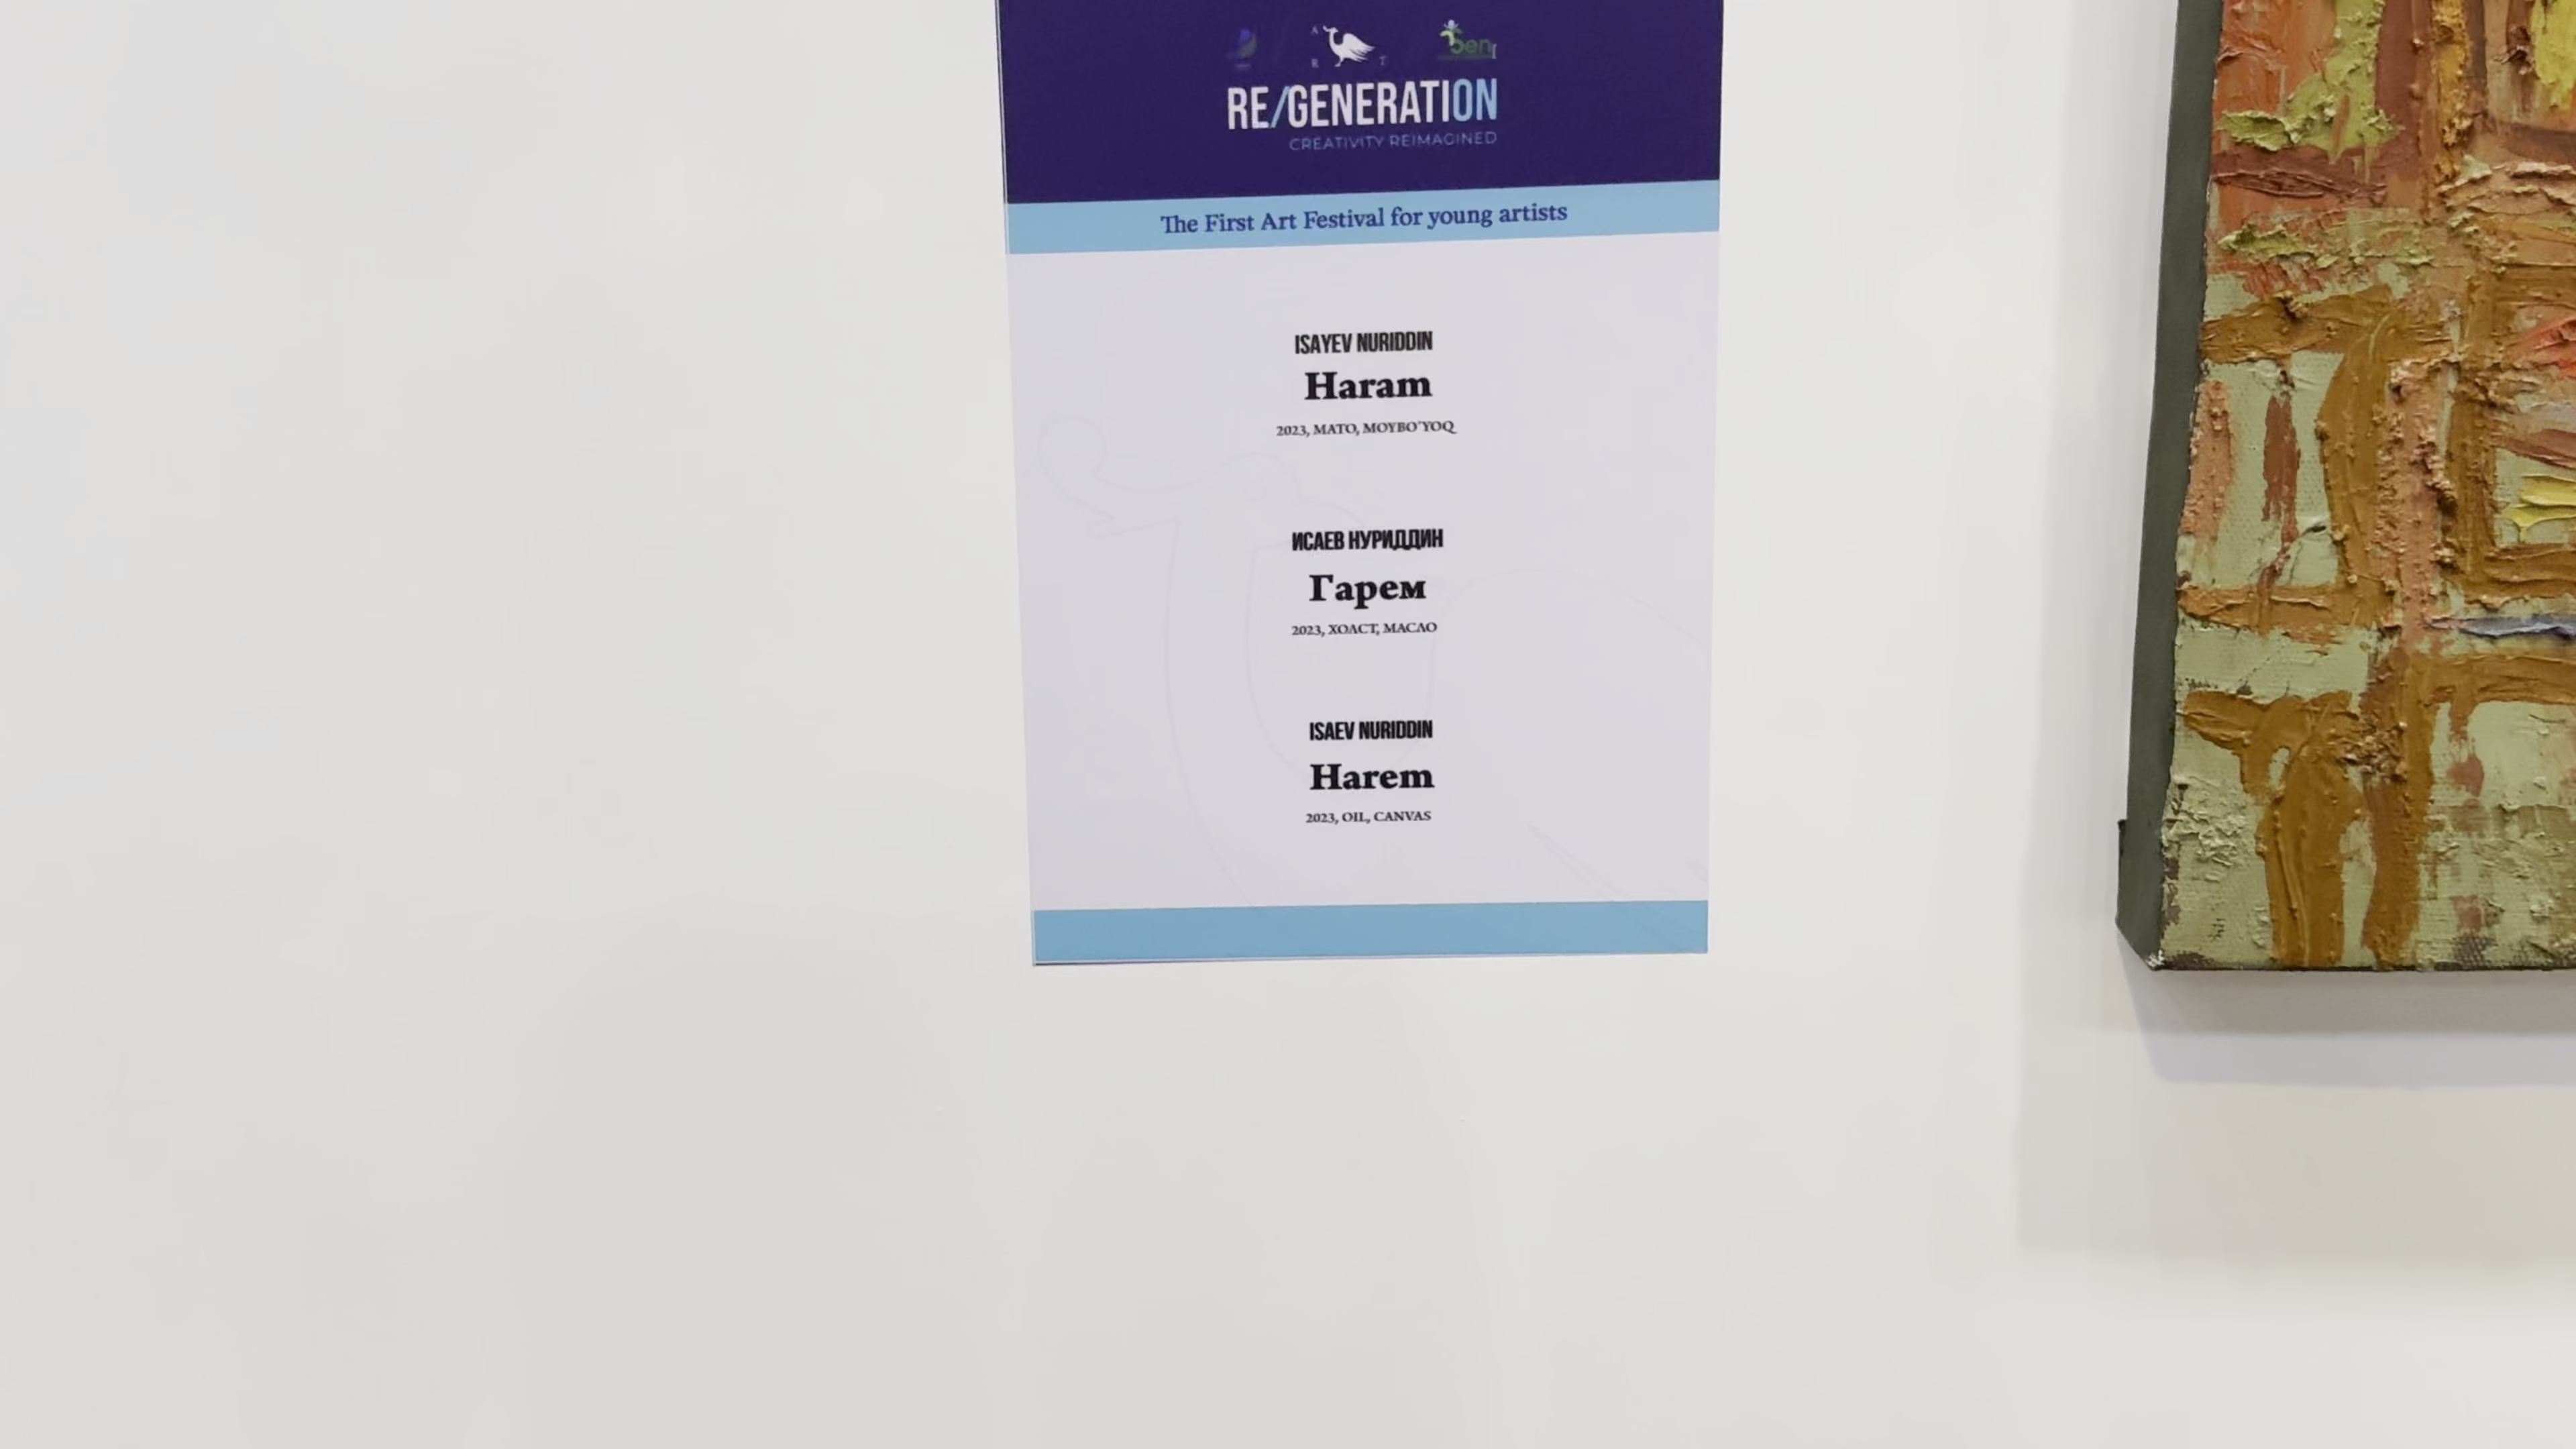 A
R T
RE/GENERATION
CREATIVITY REIMAGINED
The First Art Festival for young artists
ISAYEV NURIDDIN
Haram
2023, MATO, MOYBO'YOQ
ИСАЕВ НУРИДДИН
Гарем
2023, ХОЛСТ, МАСЛО
ISAEV NURIDDIN
Harem
2023, OIL, CANVAS